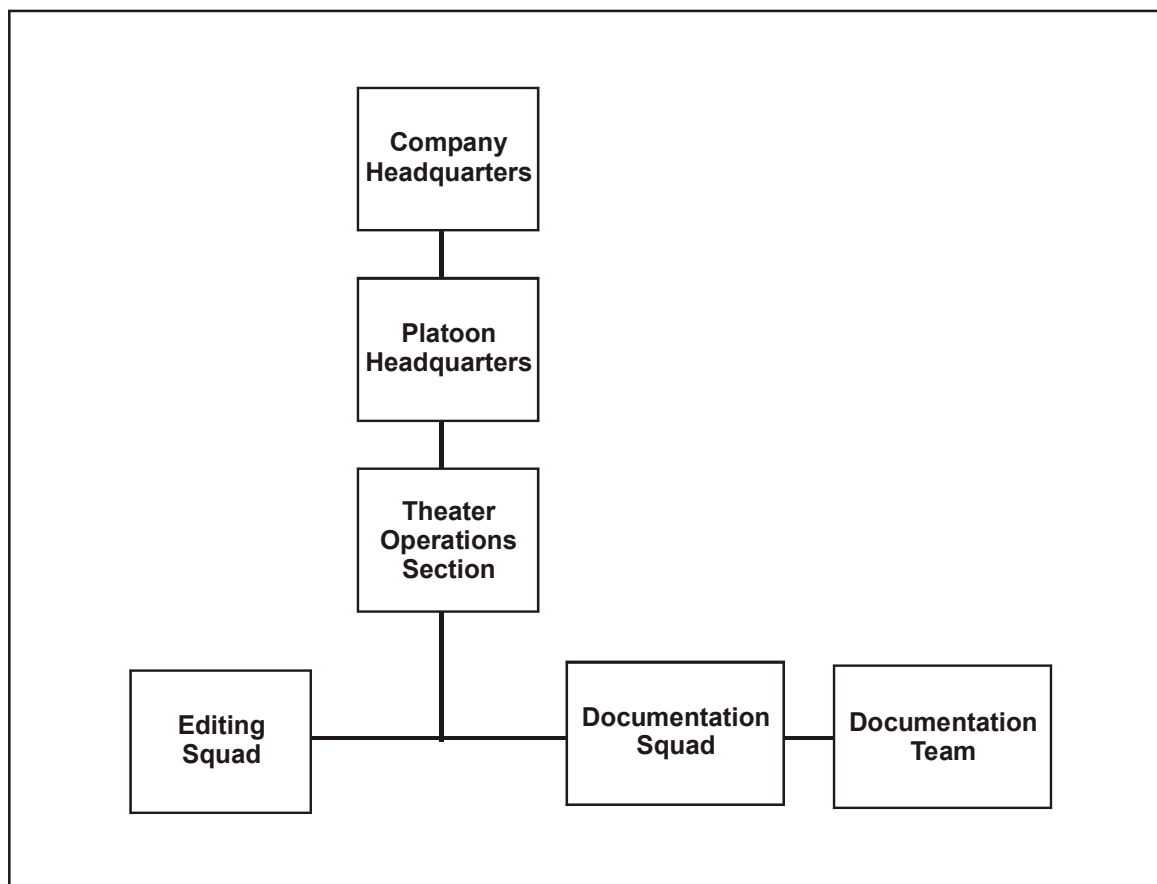 Company
Headquarters
Platoon
Headquarters
Theater
Operations
Section
Editing
Squad
Documentation
Squad
Documentation
Team